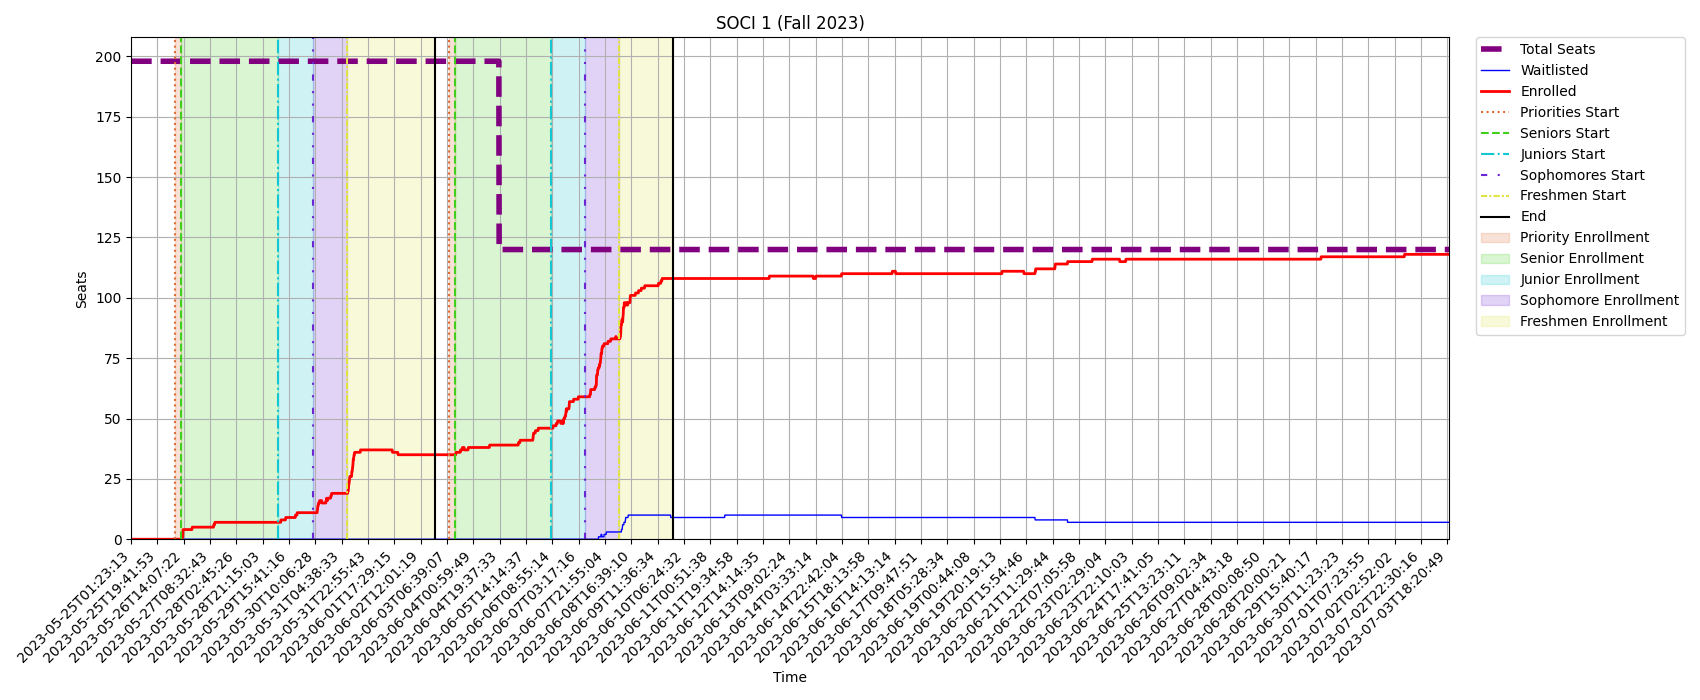 SOCI 1 (Fall 2023)
200
175
150
125
100
75
50
25
0
Seats
2023-05-25T01:23:13
2023-05-25T19:41:53
2023-05-26T14:07:22
2023-05-27T08:32:43
2023-05-28T02:45:26
2023-05-28T21:15:03
2023-05-29T15:41:16
2023-05-30T10:06:28
2023-05-31T04:38:33
2023-05-31T22:55:43
2023-06-01T17:29:15
2023-06-02T12:01:19
2023-06-03T06:39:07
2023-06-04T00:59:49
2023-06-04T19:37:33
2023-06-05T14:14:37
2023-06-06T08:55:14
2023-06-07T03:17:16
2023-06-07T21:55:04
2023-06-08T16:39:10
2023-06-09T11:36:34
2023-06-10T06:24:32
2023-06-11T00:51:38
2023-06-11T19:34:58
2023-06-12T14:14:35
2023-06-13T09:02:24
2023-06-14T03:33:14
2023-06-14T22:42:04
2023-06-15T18:13:58
2023-06-16T14:13:14
2023-06-17T09:47:51
2023-06-18T05:28:34
2023-06-19T00:44:08
2023-06-19T20:19:13
2023-06-20T15:54:46
2023-06-21T11:29:44
2023-06-22T07:05:58
2023-06-23T02:29:04
2023-06-23T22:10:03
2023-06-24T17:41:05
2023-06-25T13:23:11
2023-06-26T09:02:34
2023-06-27T04:43:18
2023-06-28T00:08:50
2023-06-28T20:00:21
2023-06-29T15:40:17
2023-06-30T11:23:23
2023-07-01T07:23:55
2023-07-02T02:52:02
2023-07-02T22:30:16
2023-07-03T18:20:49
Time
Total Seats
Waitlisted
Enrolled
Priorities Start
Seniors Start
Juniors Start
Sophomores Start
Freshmen Start
End
Priority Enrollment
Senior Enrollment
Junior Enrollment
Sophomore Enrollment
Freshmen Enrollment